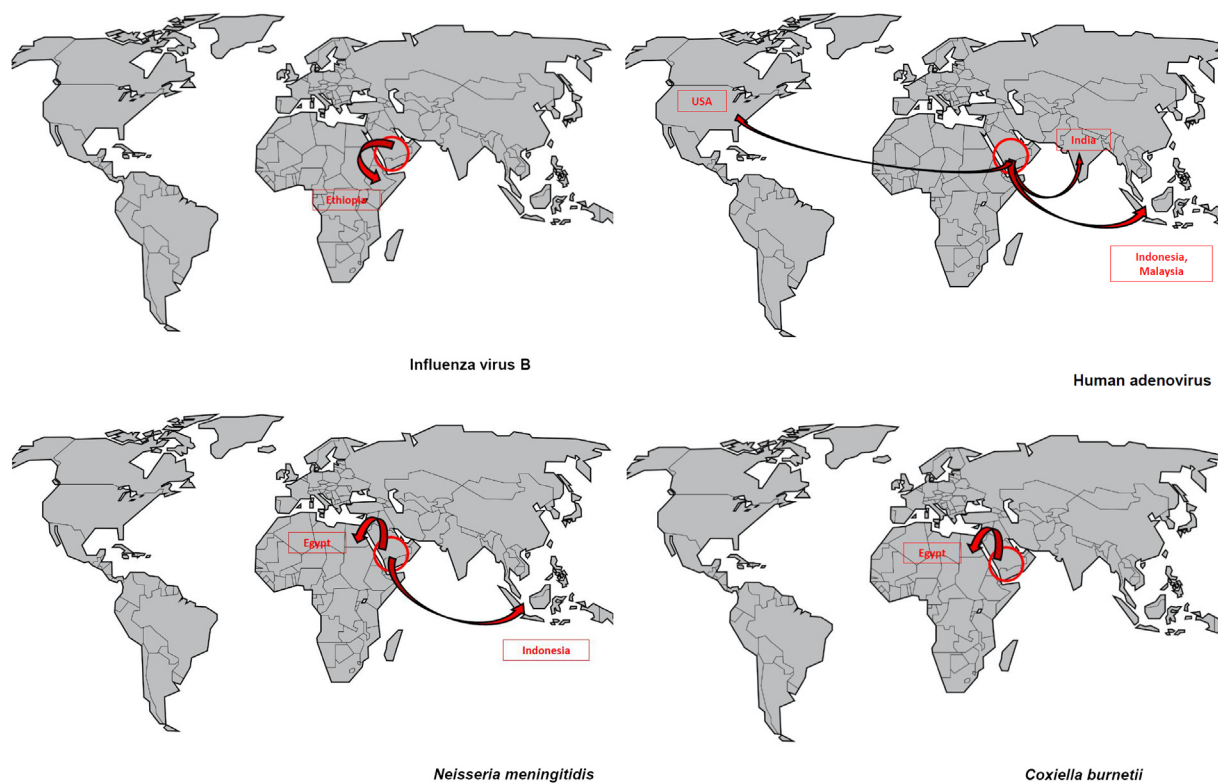 USA
India
Ethiopia
Indonesia,
Malaysia
Influenza virus B
Human adenovirus
Egypt
Indonesia
Egypt
Neisseria meningitidis
Coxiella burnetii